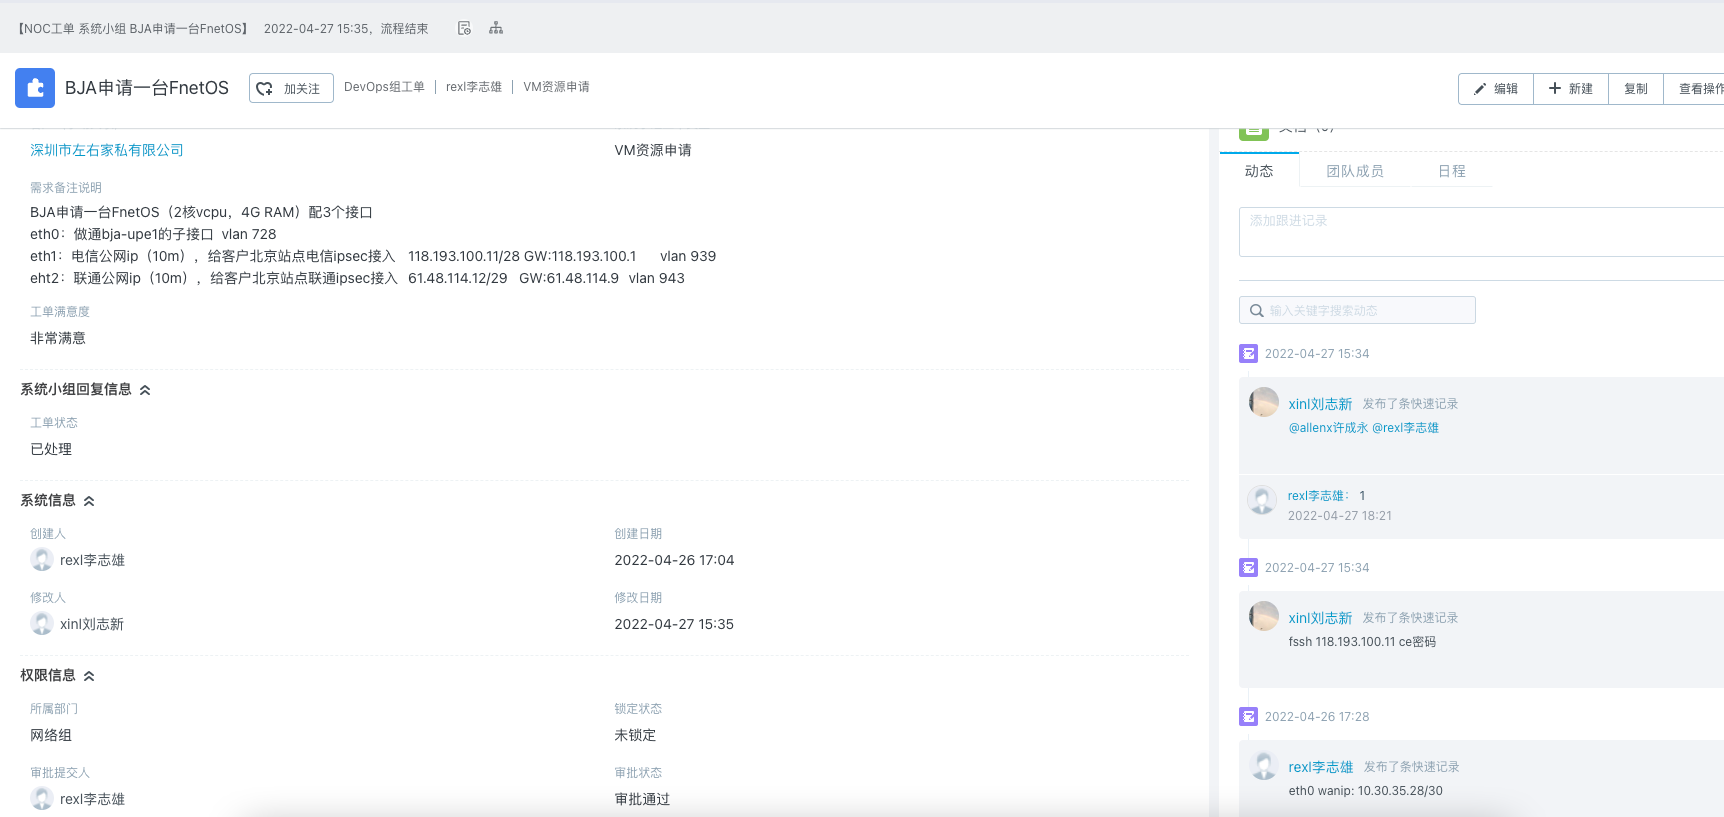 【NOC工单 系统小组 BJA申请一台FnetOS】 2022-04-27 15:35，流程结束
BJA申请一台FnetOS
加关注
DevOps组工单
rexl李志雄
VM资源申请
编辑
新建
复制
查看操作
深圳市左右家私有限公司
VM资源申请
需求备注说明
BJA申请一台FnetOS（2核vcpu，4G RAM）配3个接口
eth0：做通bja-upe1的子接口 vlan 728
eth1：电信公网ip（10m），给客户北京站点电信ipsec接入 118.193.100.11/28 GW:118.193.100.1 vlan 939
eht2：联通公网ip（10m），给客户北京站点联通ipsec接入 61.48.114.12/29 GW:61.48.114.9 vlan 943
工单满意度
非常满意
系统小组回复信息
工单状态
已处理
系统信息
创建人
创建日期
rexl李志雄
2022-04-26 17:04
修改人
修改日期
xinl刘志新
2022-04-27 15:35
权限信息
所属部门
锁定状态
网络组
未锁定
审批提交人
审批状态
rexl李志雄
审批通过
动态
团队成员
日程
添加跟进记录
输入关键字搜索动态
2022-04-27 15:34
xinl刘志新 发布了条快速记录
@allenx许成永 @rexl李志雄
rexl李志雄： 1
2022-04-27 18:21
2022-04-27 15:34
xinl刘志新 发布了条快速记录
fssh 118.193.100.11 ce密码
2022-04-26 17:28
rexl李志雄 发布了条快速记录
eth0 wanip: 10.30.35.28/30